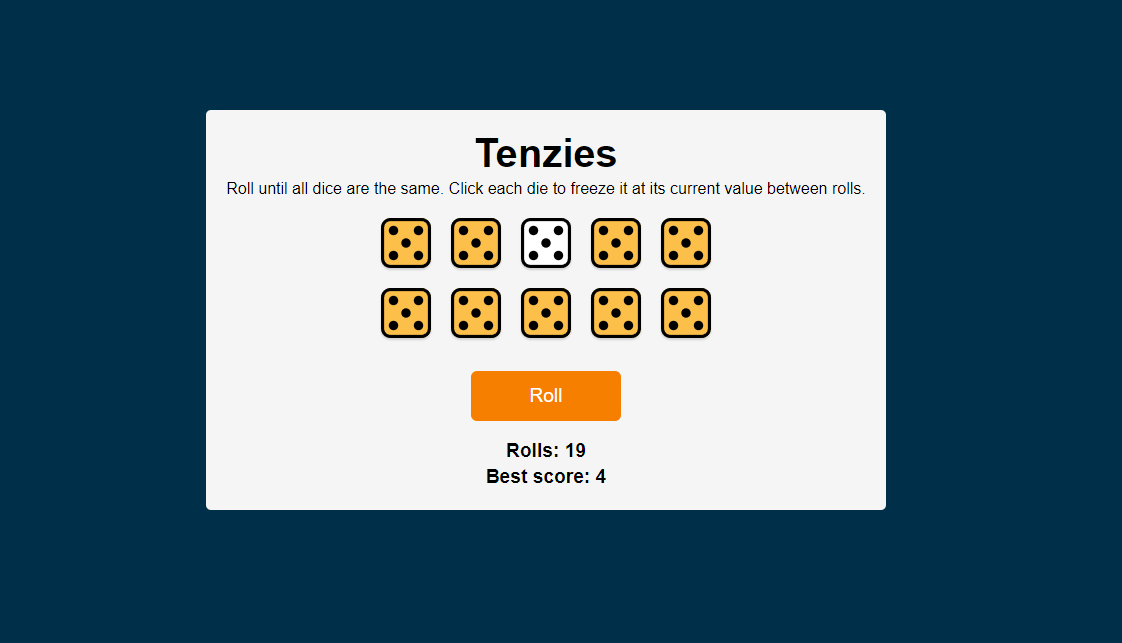 Tenzies
Roll until all dice are the same. Click each die to freeze it at its current value between rolls.
Roll
Rolls: 19
Best score: 4